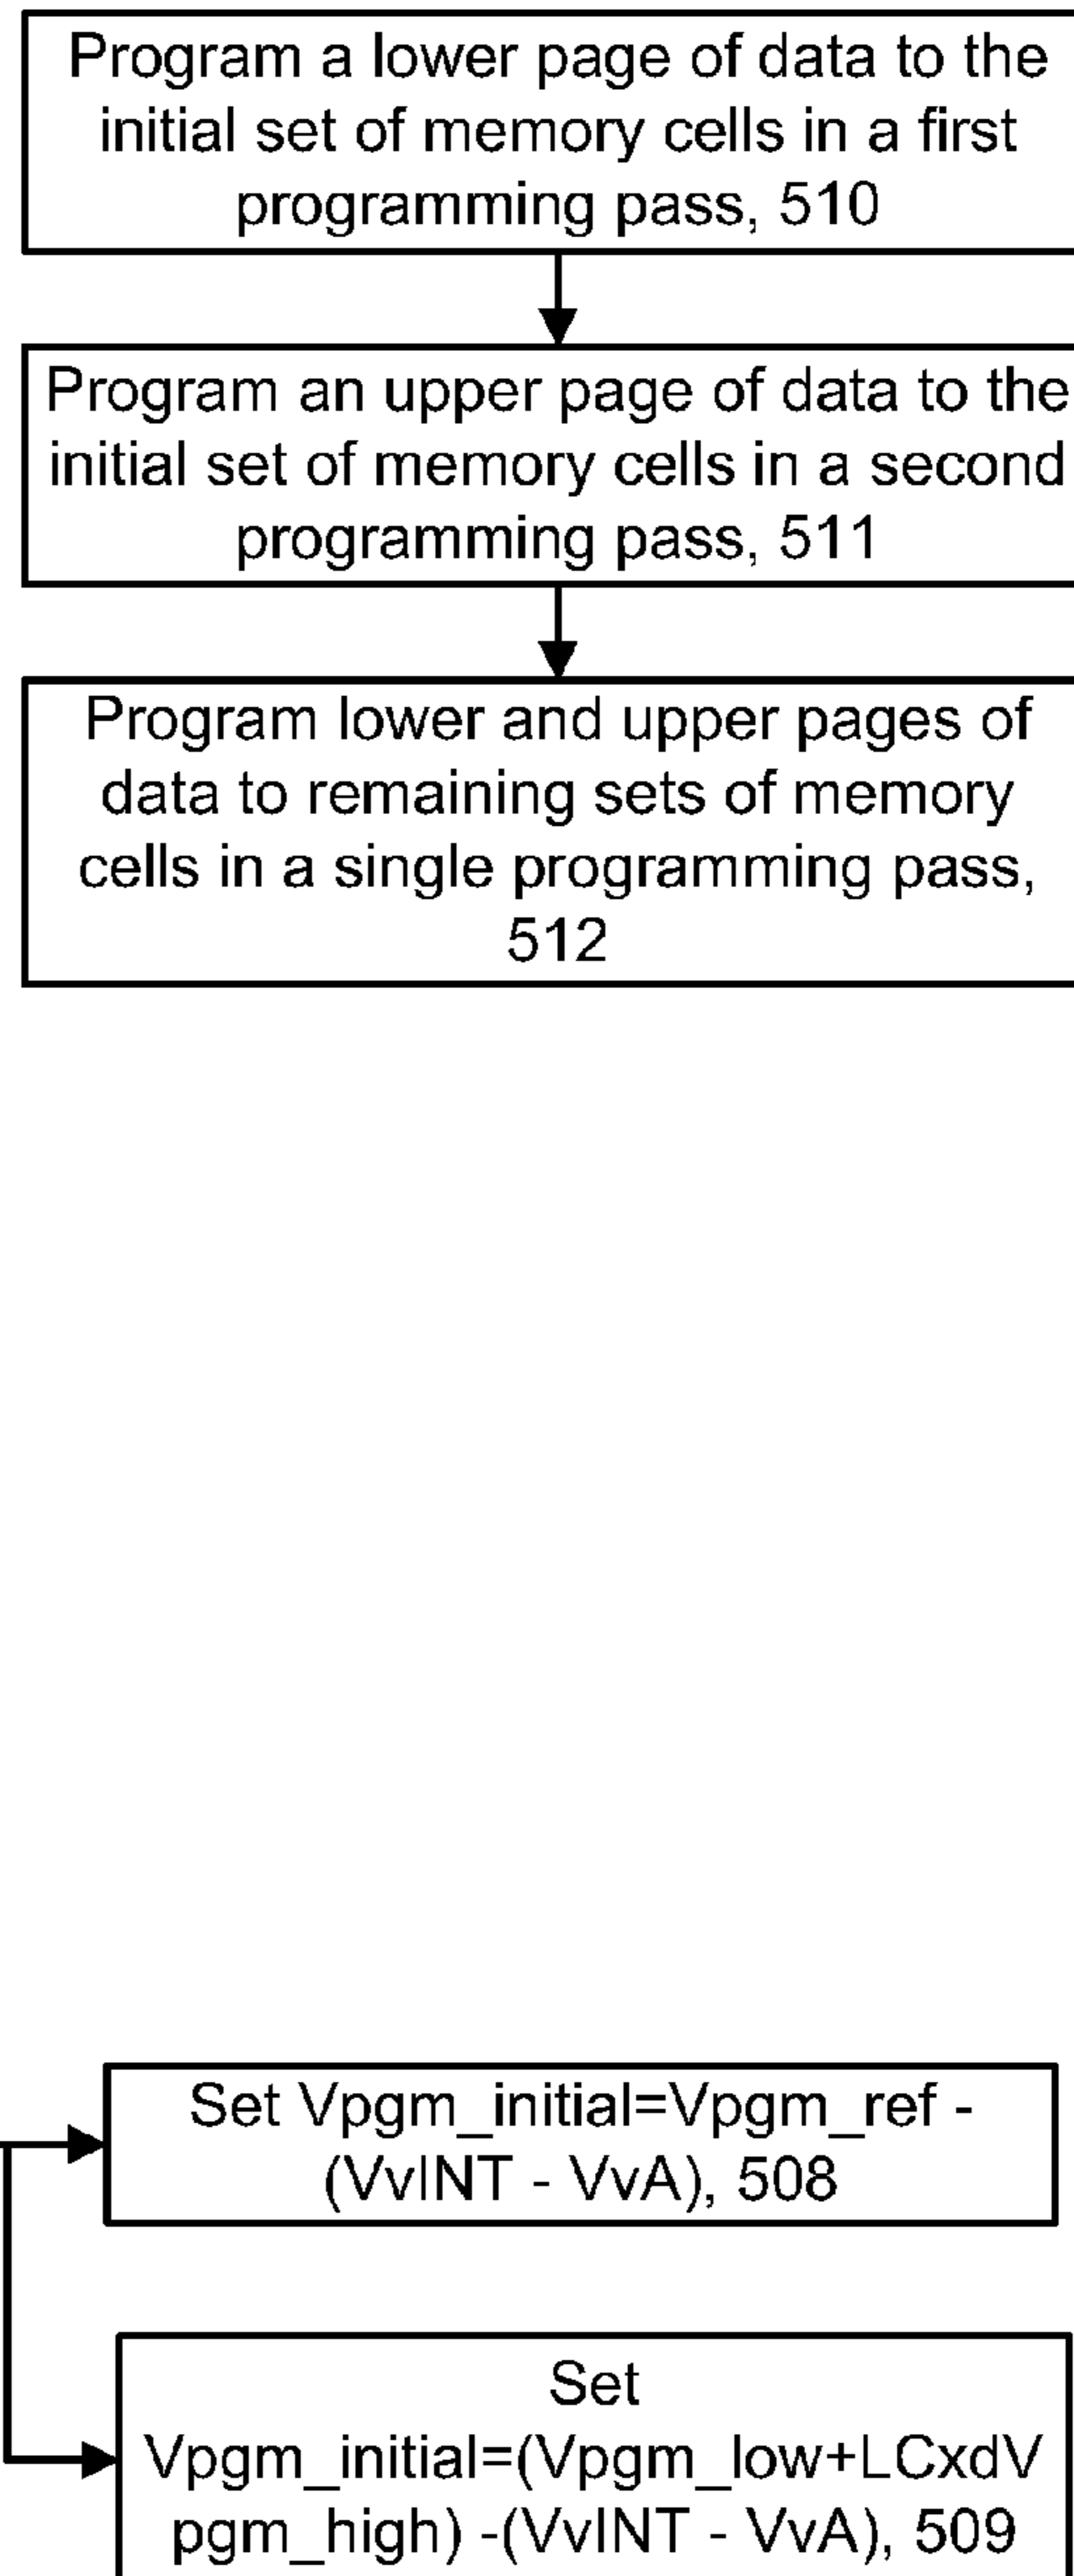 Program a lower page of data to the
initial set of memory cells in a first
programming pass, 510
Program an upper page of data to the
initial set of memory cells in a second
programming pass, 511
Program lower and upper pages of
data to remaining sets of memory
cells in a single programming pass,
512
Set Vpgm_initial=Vpgm_ref -
(VvINT - VvA), 508
Set
Vpgm_initial=(Vpgm_low+LCxdV
pgm_high) -(VvINT - VvA), 509